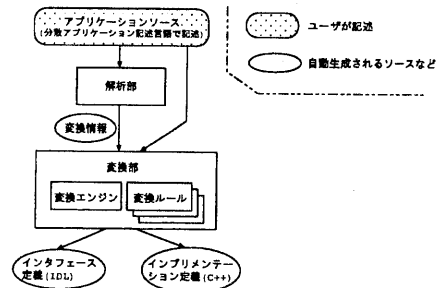 アプリケーションソース
(分散アプリケーション記述言語で記述)
解析部
変換情報
変換部
変換エンジン
変換ルール
インタフェース
定義(IDL)
インプリメンテー
ション定義(C++)
ユーザが記述
自動生成されるソースなど